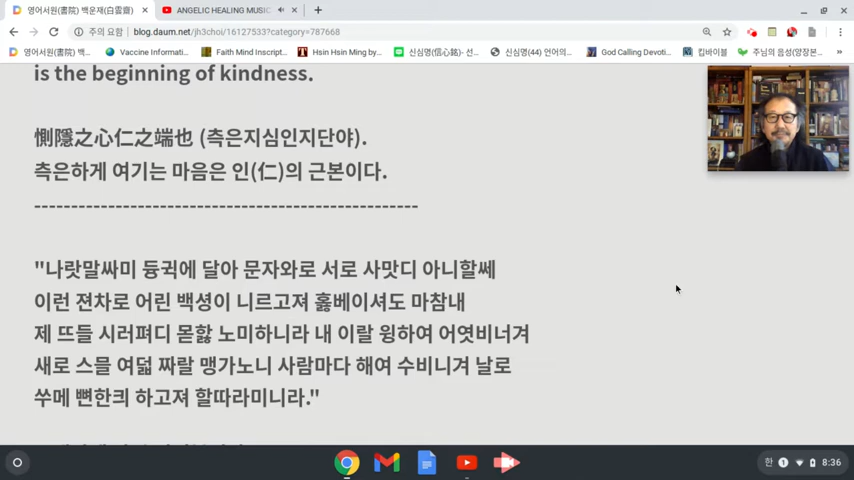 영어서원(書院) 백운재(白雲齋)
ANGELIC HEALING MUSIC
주의 요함
blog.daum.net/jh3choi/16127533?category=787668
영어서원(書院) 백운재(白
Vaccine Informati...
Faith Mind Inscript...
Hsin Hsin Ming by...
신심명(信心銘) - 선...
신심명(44) 언어의...
God Calling Devoti...
킵바이블
주님의 음성(양장본...
is the beginning of kindness.
惻隱之心仁之端也 (측은지심인지단야).
측은하게 여기는 마음은 인(仁)의 근본이다.
----------------------------------------------------
"나랏말싸미 듕귁에 달아 문자와로 서로 사맛디 아니할쎄
이런 젼차로 어린 백셩이 니르고져 홇베이셔도 마참내
제 뜨들 시러펴디 몯핧 노미하니라 내 이랄 윙하여 어엿비너겨
새로 스믈 여덟 짜랄 맹가노니 사람마다 해여 수비니겨 날로
쑤메 뼌한킈 하고져 할따라미니라."
한
1
8:36